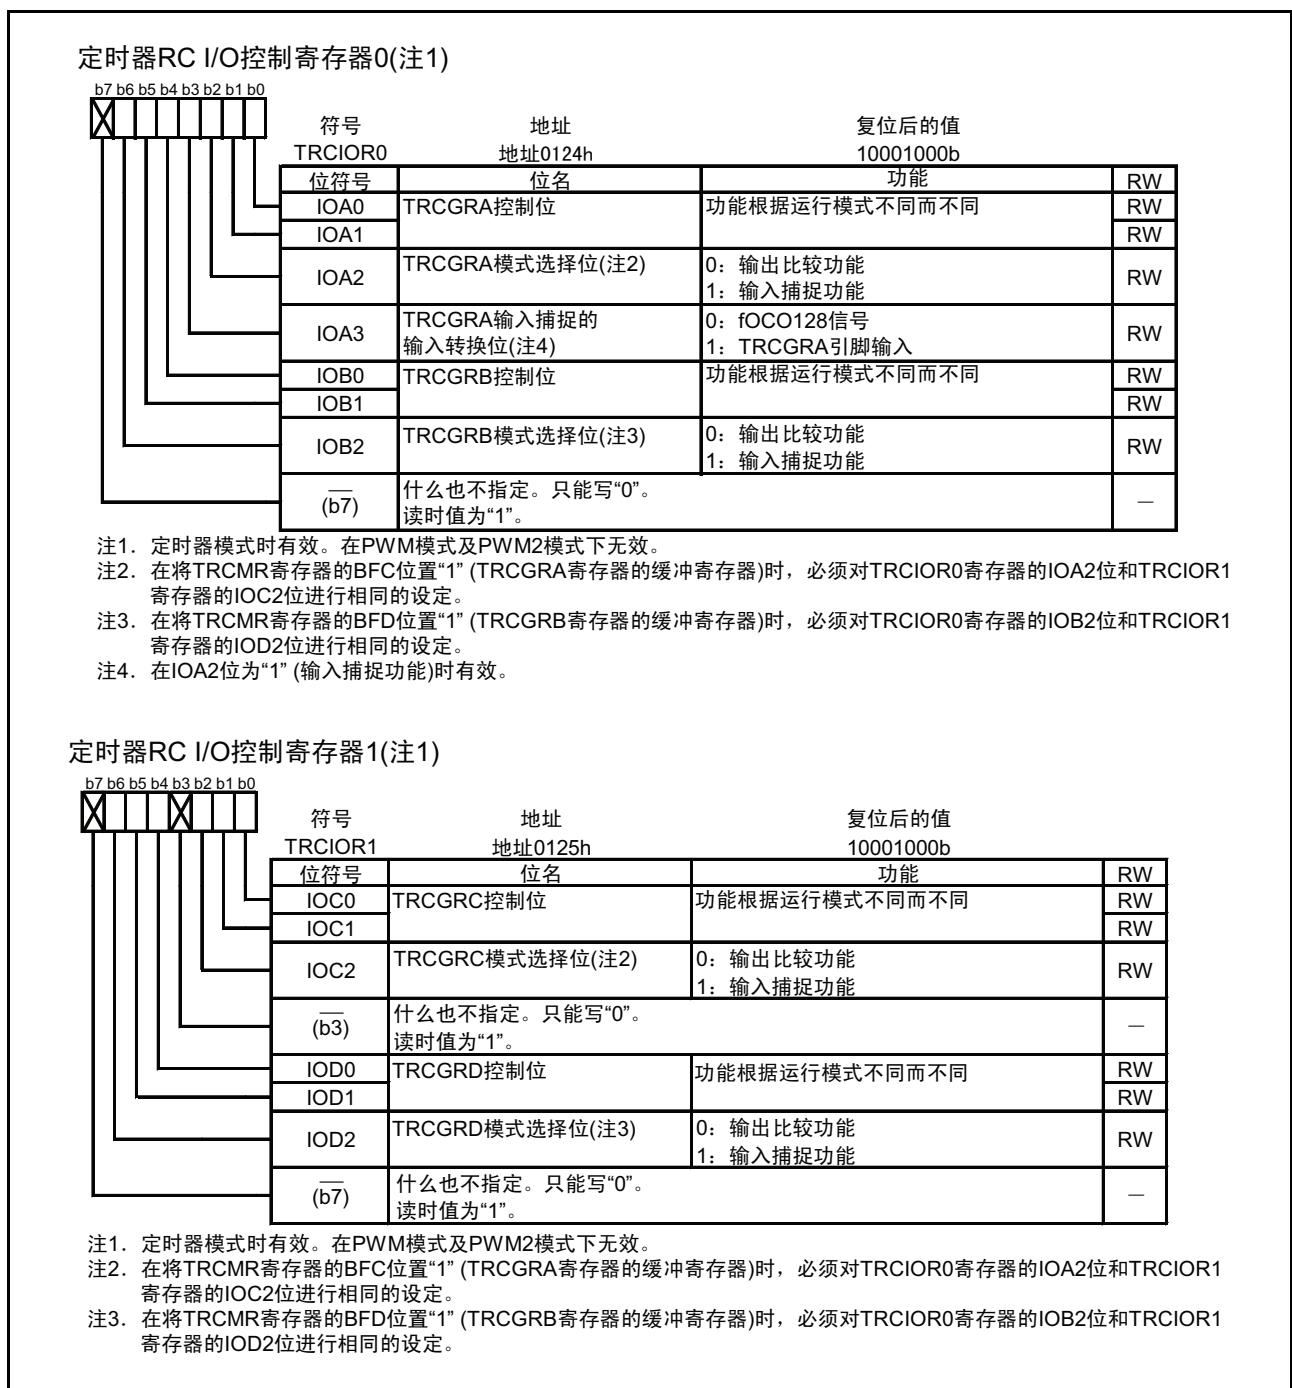 定时器RC I/O控制寄存器0(注1)
b7 b6 b5 b4 b3 b2 b1 b0
符号 地址 复位后的值
TRCIOR0 地址0124h 10001000b
位符号 位名 功能 RW
IOA0 TRCGRA控制位 功能根据运行模式不同而不同 RW
IOA1 RW
IOA2 TRCGRA模式选择位(注2) 0：输出比较功能 RW
1：输入捕捉功能
IOA3 TRCGRA输入捕捉的 0：fOCO128信号 RW
输入转换位(注4) 1：TRCGRA引脚输入
IOB0 TRCGRB控制位 功能根据运行模式不同而不同 RW
IOB1 RW
IOB2 TRCGRB模式选择位(注3) 0：输出比较功能 RW
1：输入捕捉功能
— (b7) 什么也不指定。只能写“0”。 —
读时值为“1”。
注1. 定时器模式时有效。在PWM模式及PWM2模式下无效。
注2. 在将TRCMR寄存器的BFC位置“1” (TRCGRA寄存器的缓冲寄存器)时，必须对TRCIOR0寄存器的IOA2位和TRCIOR1
寄存器的IOC2位进行相同的设定。
注3. 在将TRCMR寄存器的BFD位置“1” (TRCGRB寄存器的缓冲寄存器)时，必须对TRCIOR0寄存器的IOB2位和TRCIOR1
寄存器的IOD2位进行相同的设定。
注4. 在IOA2位为“1” (输入捕捉功能)时有效。
定时器RC I/O控制寄存器1(注1)
b7 b6 b5 b4 b3 b2 b1 b0
符号 地址 复位后的值
TRCIOR1 地址0125h 10001000b
位符号 位名 功能 RW
IOC0 TRCGRC控制位 功能根据运行模式不同而不同 RW
IOC1 RW
IOC2 TRCGRC模式选择位(注2) 0：输出比较功能 RW
1：输入捕捉功能
— (b3) 什么也不指定。只能写“0”。 —
读时值为“1”。
IOD0 TRCGRD控制位 功能根据运行模式不同而不同 RW
IOD1 RW
IOD2 TRCGRD模式选择位(注3) 0：输出比较功能 RW
1：输入捕捉功能
— (b7) 什么也不指定。只能写“0”。 —
读时值为“1”。
注1. 定时器模式时有效。在PWM模式及PWM2模式下无效。
注2. 在将TRCMR寄存器的BFC位置“1” (TRCGRA寄存器的缓冲寄存器)时，必须对TRCIOR0寄存器的IOA2位和TRCIOR1
寄存器的IOC2位进行相同的设定。
注3. 在将TRCMR寄存器的BFD位置“1” (TRCGRB寄存器的缓冲寄存器)时，必须对TRCIOR0寄存器的IOB2位和TRCIOR1
寄存器的IOD2位进行相同的设定。